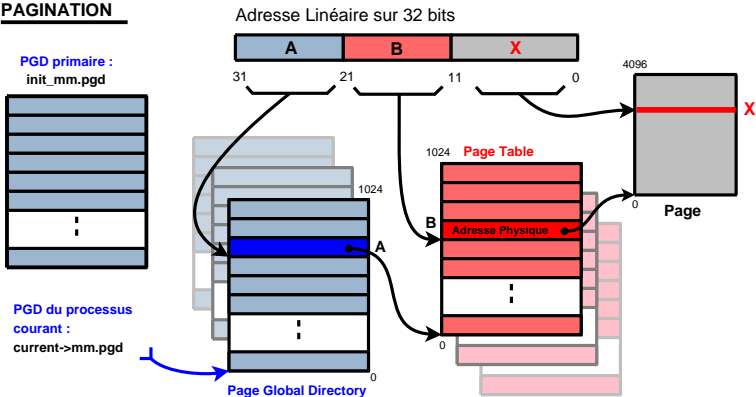 PAGINATION
Adresse Linéaire sur 32 bits
A B X
31 21 11 0
PGD primaire :
init_mm.pgd
4096
X
0
Page
1024
Page Table
B
Adresse Physique
0
1024
A
0
PGD du processus
courant :
current->mm.pgd
Page Global Directory